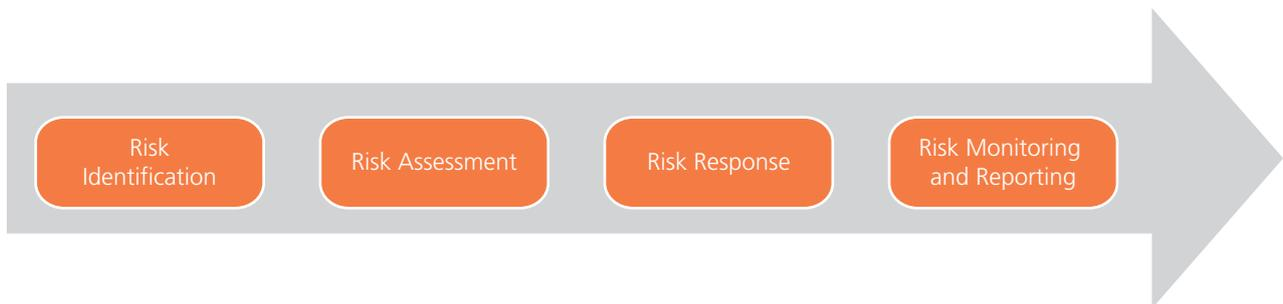 Risk
Identification
Risk Assessment
Risk Response
Risk Monitoring
and Reporting